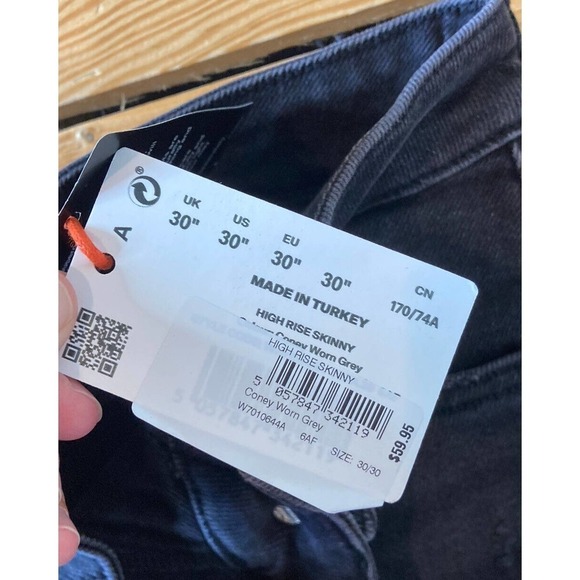 ®
A
UK US EU CN
30" 30" 30" 30" 170/74A
MADE IN TURKEY
HIGH RISE SKINNY
Coney Worn Grey
HIGH RISE SKINNY
5 057847 342119
Coney Worn Grey
W7010644A 6AF SIZE: 30/30
$59.95